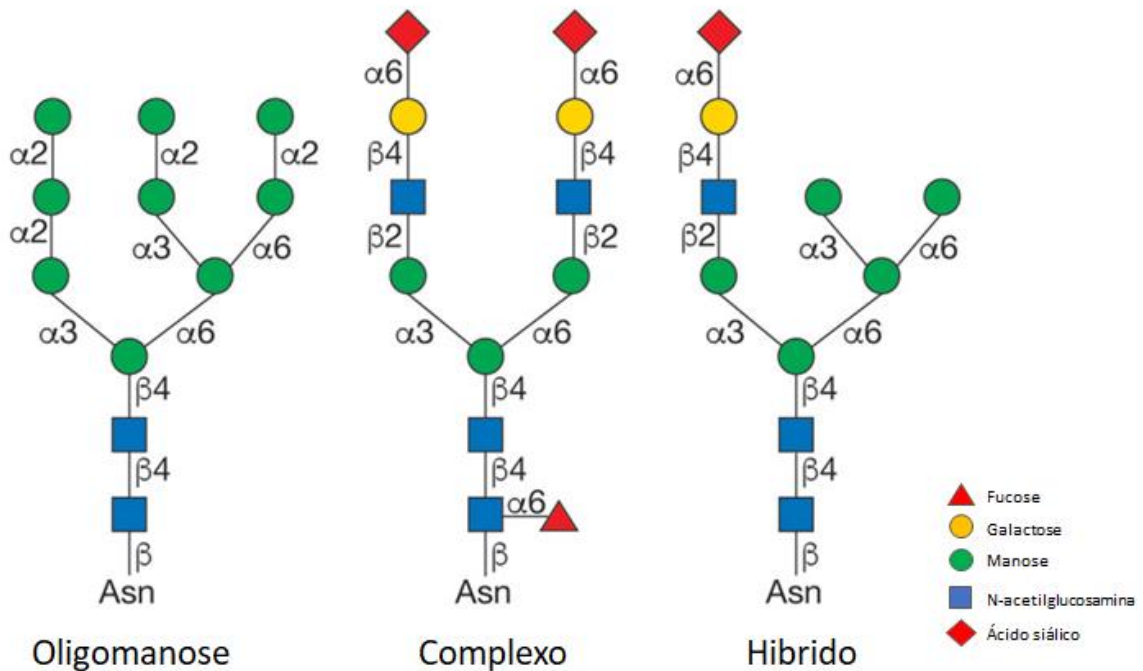 α6 α6 α6
α2 α2 α2 β4 β4 β4
α2 α3 α6 β2 β2 β2 α3 α6
α3 α6 α3 α6 α3 α6
β4 β4 β4
β4 β4 β4
α6
β β β
Asn Asn Asn
Oligomanose Complexo Hibrido
Fucose
Galactose
Manose
N-acetilglucosamina
Ácido siálico